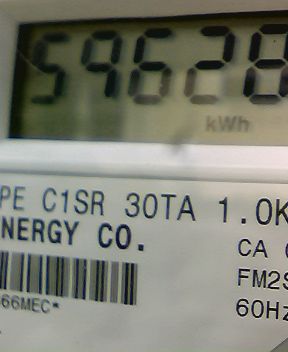 59628
kWh
PE C1SR 30TA 1.0K
NERGY CO.
CA
FM2S
66MEC*
60Hz